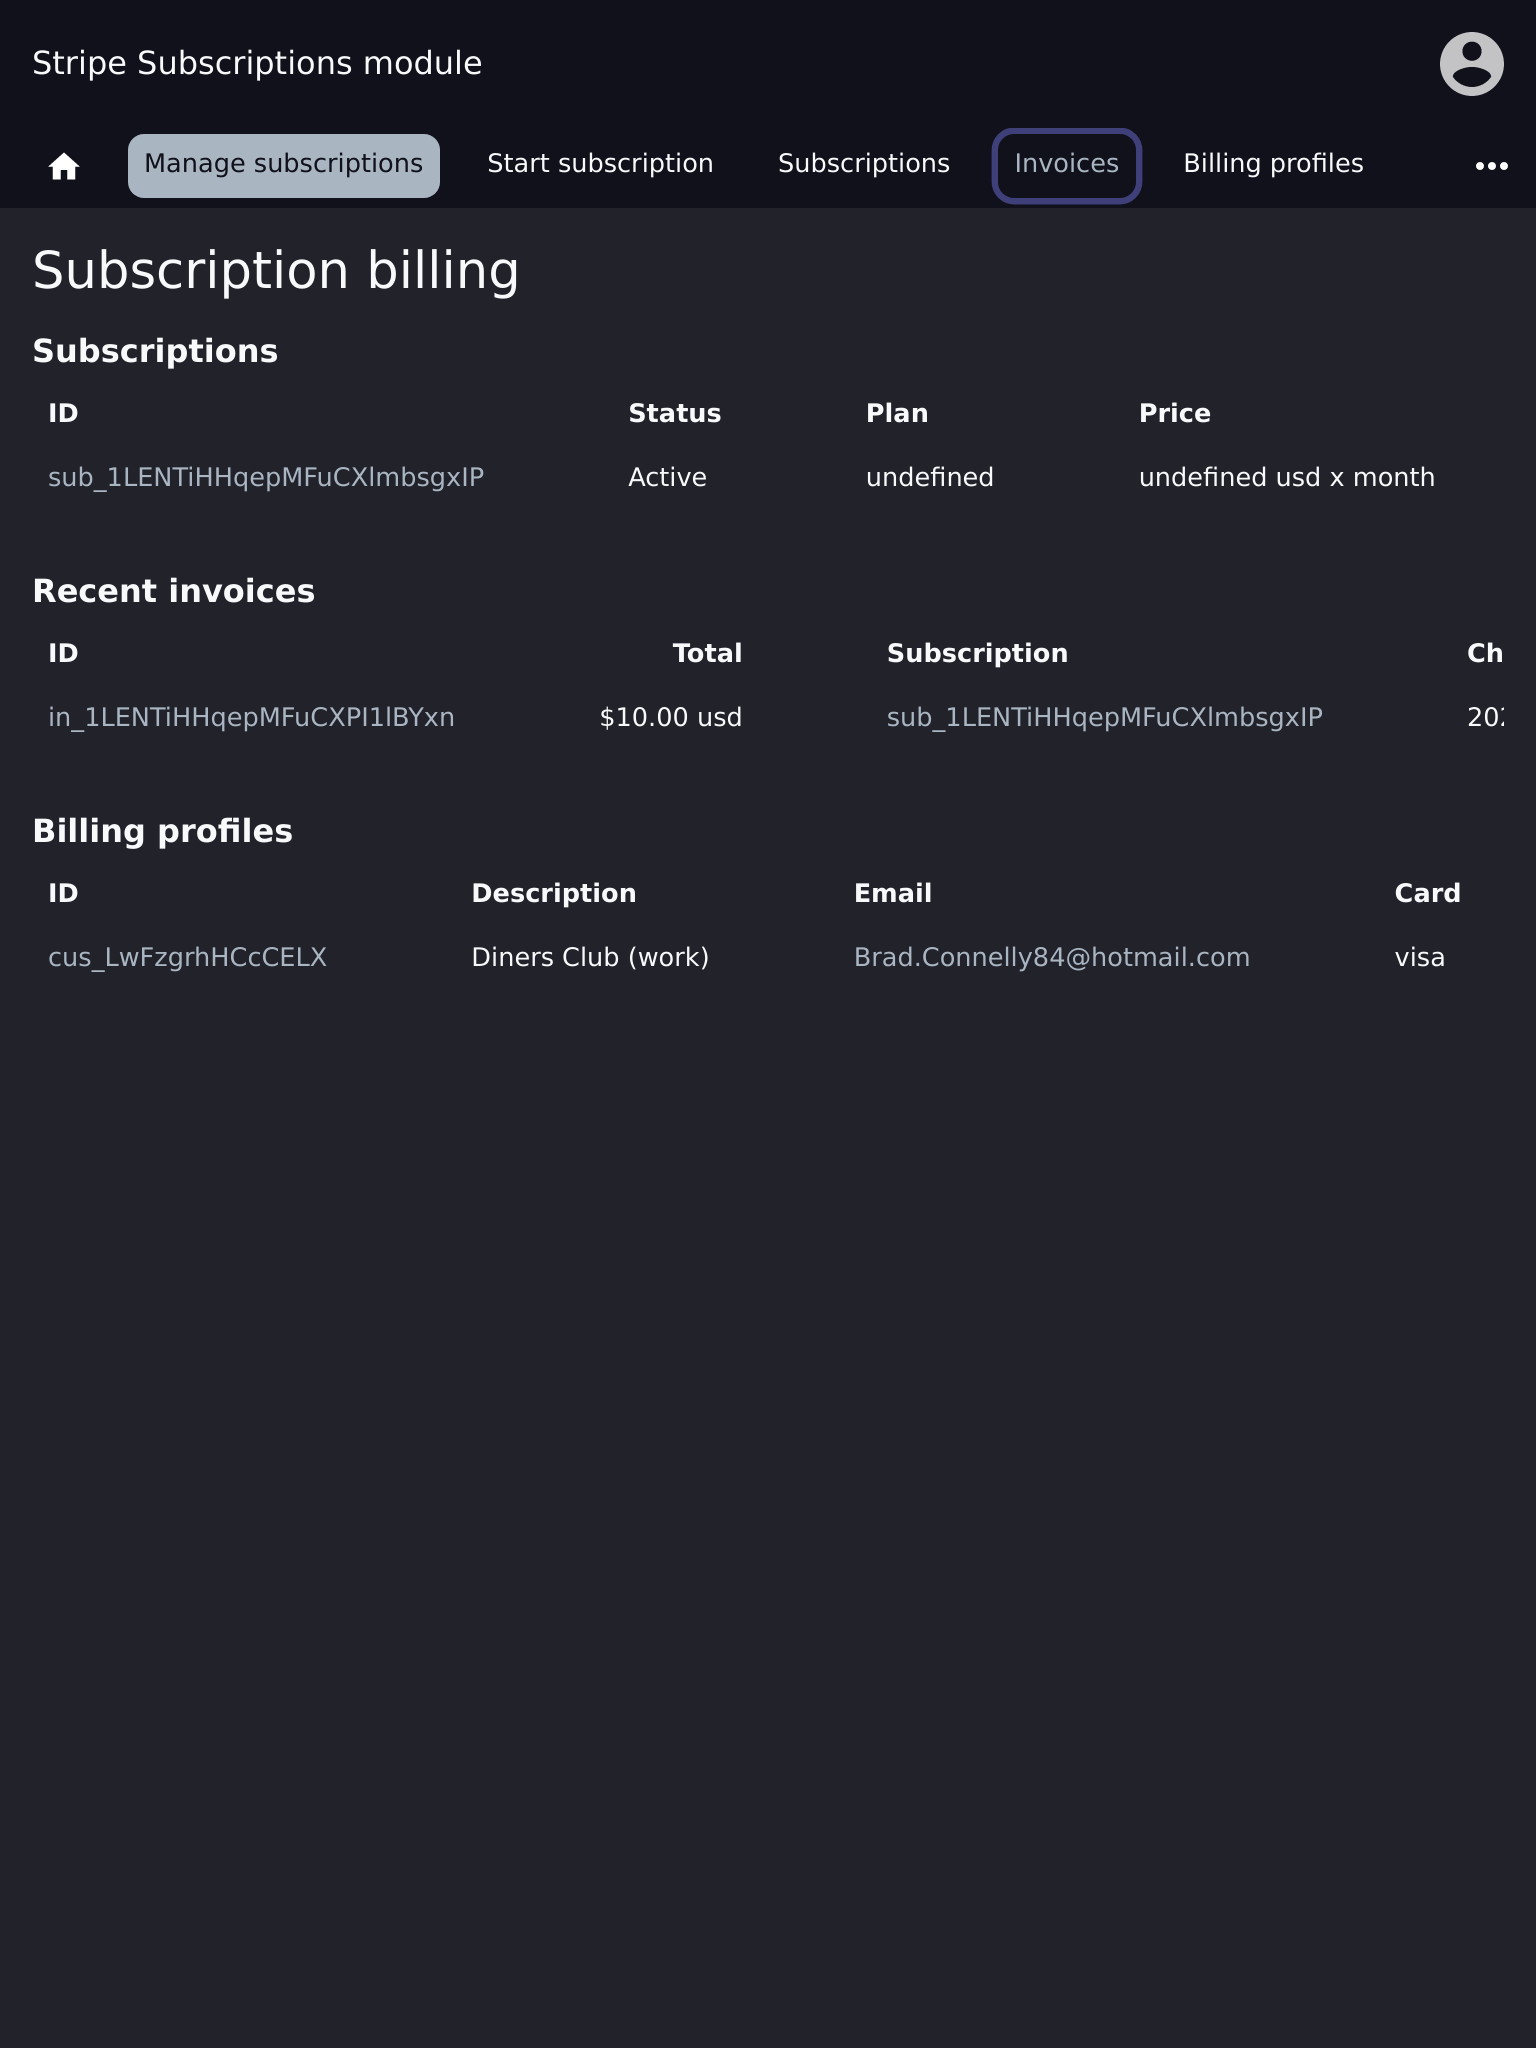 Stripe Subscriptions module
Manage subscriptions Start subscription Subscriptions Invoices Billing profiles
Subscription billing
Subscriptions
ID Status Plan Price
sub_1LENTiHHqepMFuCXlmbsgxIP Active undefined undefined usd x month
Recent invoices
ID Total Subscription Ch
in_1LENTiHHqepMFuCXPI1lBYxn $10.00 usd sub_1LENTiHHqepMFuCXlmbsgxIP 202
Billing profiles
ID Description Email Card
cus_LwFzgrhHCcCELX Diners Club (work) Brad.Connelly84@hotmail.com visa